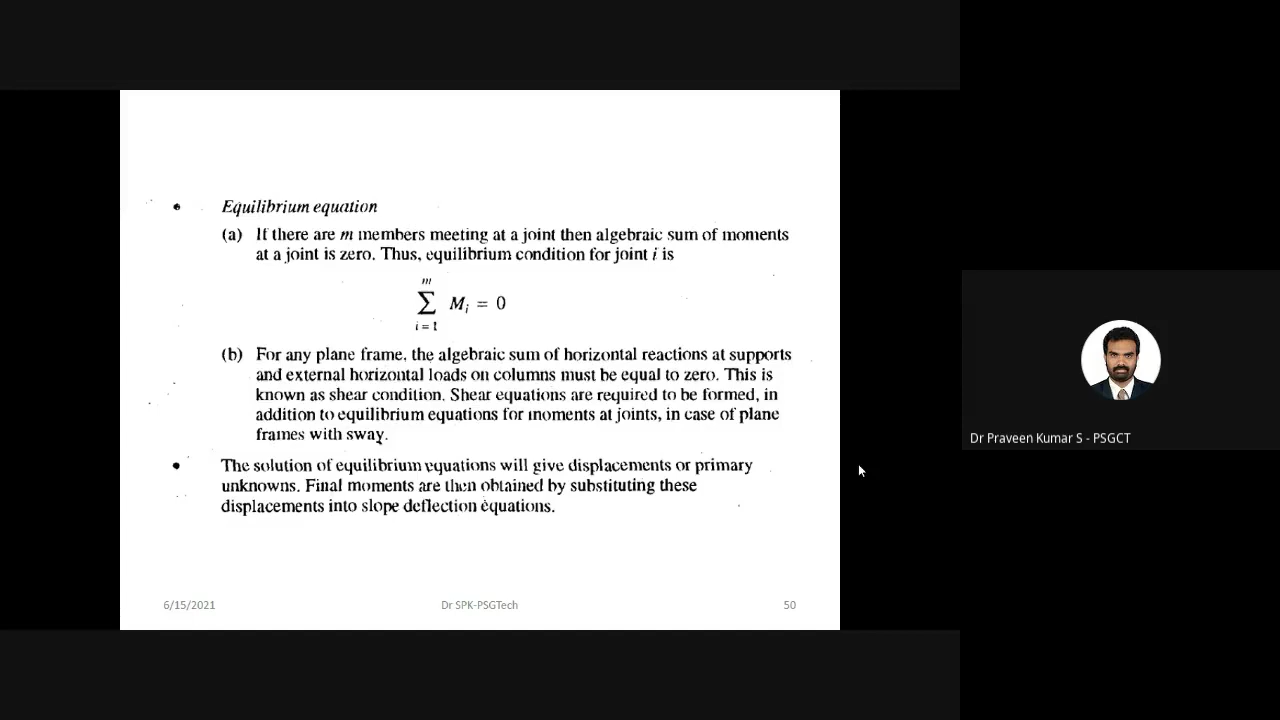 • Equilibrium equation
(a) If there are m members meeting at a joint then algebraic sum of moments
at a joint is zero. Thus, equilibrium condition for joint i is
m
∑ Mᵢ = 0
i = 1
(b) For any plane frame, the algebraic sum of horizontal reactions at supports
and external horizontal loads on columns must be equal to zero. This is
known as shear condition. Shear equations are required to be formed, in
addition to equilibrium equations for moments at joints, in case of plane
frames with sway.
• The solution of equilibrium equations will give displacements or primary
unknowns. Final moments are then obtained by substituting these
displacements into slope deflection equations.
6/15/2021 Dr SPK-PSGTech 50
Dr Praveen Kumar S - PSGCT